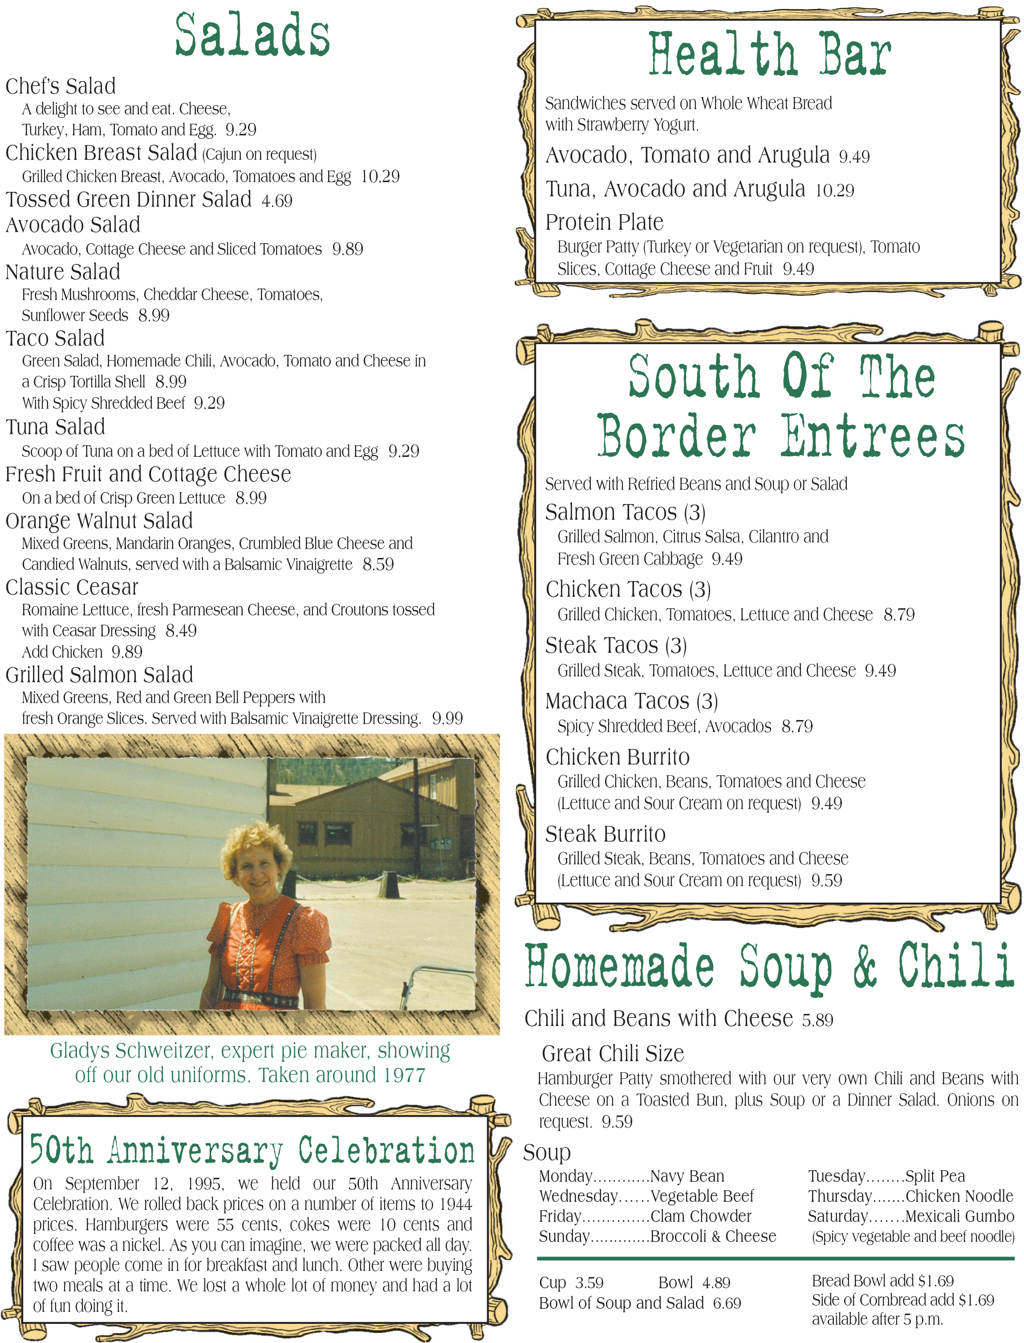 Salads
Chef's Salad
A delight to see and eat. Cheese,
Turkey, Ham, Tomato and Egg. 9.29
Chicken Breast Salad (Cajun on request)
Grilled Chicken Breast, Avocado, Tomatoes and Egg 10.29
Tossed Green Dinner Salad 4.69
Avocado Salad
Avocado, Cottage Cheese and Sliced Tomatoes 9.89
Nature Salad
Fresh Mushrooms, Cheddar Cheese, Tomatoes,
Sunflower Seeds 8.99
Taco Salad
Green Salad, Homemade Chili, Avocado, Tomato and Cheese in
a Crisp Tortilla Shell 8.99
With Spicy Shredded Beef 9.29
Tuna Salad
Scoop of Tuna on a bed of Lettuce with Tomato and Egg 9.29
Fresh Fruit and Cottage Cheese
On a bed of Crisp Green Lettuce 8.99
Orange Walnut Salad
Mixed Greens, Mandarin Oranges, Crumbled Blue Cheese and
Candied Walnuts, served with a Balsamic Vinaigrette 8.59
Classic Ceasar
Romaine Lettuce, fresh Parmesean Cheese, and Croutons tossed
with Ceasar Dressing 8.49
Add Chicken 9.89
Grilled Salmon Salad
Mixed Greens, Red and Green Bell Peppers with
fresh Orange Slices. Served with Balsamic Vinaigrette Dressing. 9.99
Gladys Schweitzer, expert pie maker, showing
off our old uniforms. Taken around 1977
50th Anniversary Celebration
On September 12, 1995, we held our 50th Anniversary
Celebration. We rolled back prices on a number of items to 1944
prices. Hamburgers were 55 cents, cokes were 10 cents and
coffee was a nickel. As you can imagine, we were packed all day.
I saw people come in for breakfast and lunch. Other were buying
two meals at a time. We lost a whole lot of money and had a lot
of fun doing it.
Health Bar
Sandwiches served on Whole Wheat Bread
with Strawberry Yogurt.
Avocado, Tomato and Arugula 9.49
Tuna, Avocado and Arugula 10.29
Protein Plate
Burger Patty (Turkey or Vegetarian on request), Tomato
Slices, Cottage Cheese and Fruit 9.49
South Of The
Border Entrees
Served with Refried Beans and Soup or Salad
Salmon Tacos (3)
Grilled Salmon, Citrus Salsa, Cilantro and
Fresh Green Cabbage 9.49
Chicken Tacos (3)
Grilled Chicken, Tomatoes, Lettuce and Cheese 8.79
Steak Tacos (3)
Grilled Steak, Tomatoes, Lettuce and Cheese 9.49
Machaca Tacos (3)
Spicy Shredded Beef, Avocados 8.79
Chicken Burrito
Grilled Chicken, Beans, Tomatoes and Cheese
(Lettuce and Sour Cream on request) 9.49
Steak Burrito
Grilled Steak, Beans, Tomatoes and Cheese
(Lettuce and Sour Cream on request) 9.59
Homemade Soup & Chili
Chili and Beans with Cheese 5.89
Great Chili Size
Hamburger Patty smothered with our very own Chili and Beans with
Cheese on a Toasted Bun, plus Soup or a Dinner Salad. Onions on
request. 9.59
Soup
Monday............Navy Bean Tuesday........Split Pea
Wednesday......Vegetable Beef Thursday.......Chicken Noodle
Friday..............Clam Chowder Saturday.......Mexicali Gumbo
Sunday.............Broccoli & Cheese (Spicy vegetable and beef noodle)
Cup 3.59 Bowl 4.89 Bread Bowl add $1.69
Bowl of Soup and Salad 6.69 Side of Cornbread add $1.69
available after 5 p.m.